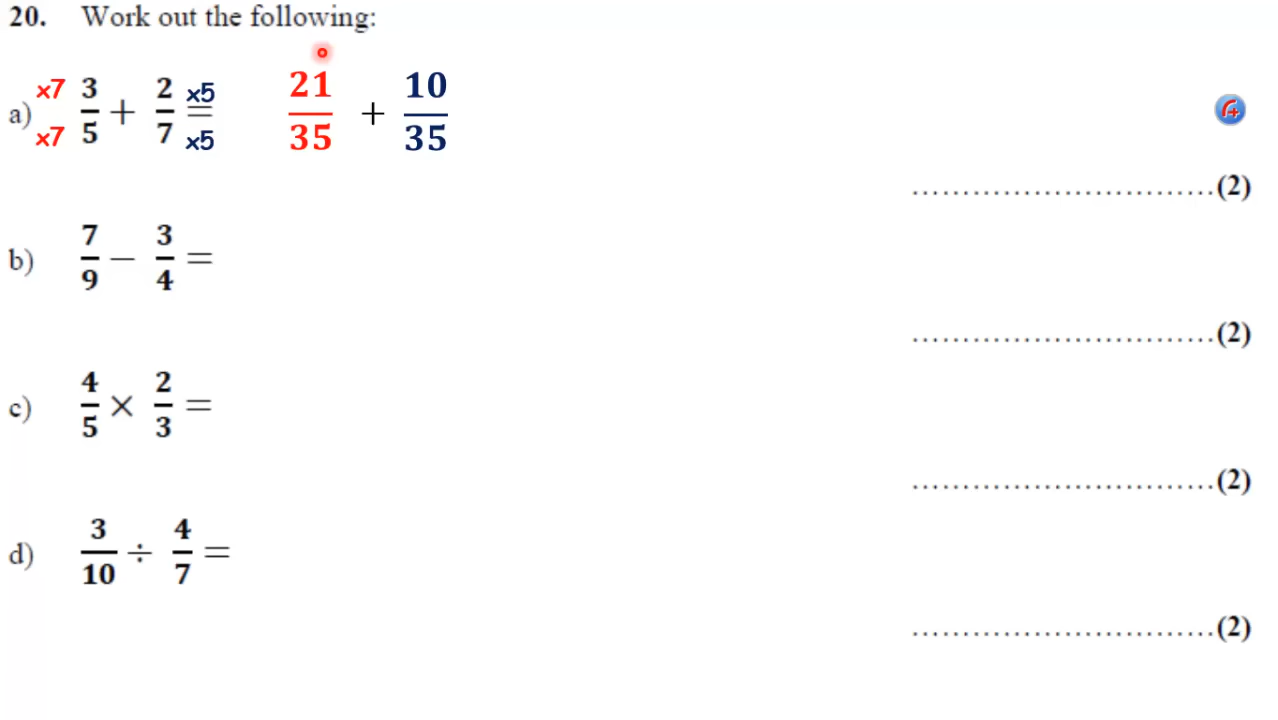 20. Work out the following:
a) ×7 3/5 ×7 + 2/7 ×5 = ×5 21/35 + 10/35
..............................(2)
b) 7/9 − 3/4 =
..............................(2)
c) 4/5 × 2/3 =
..............................(2)
d) 3/10 ÷ 4/7 =
..............................(2)